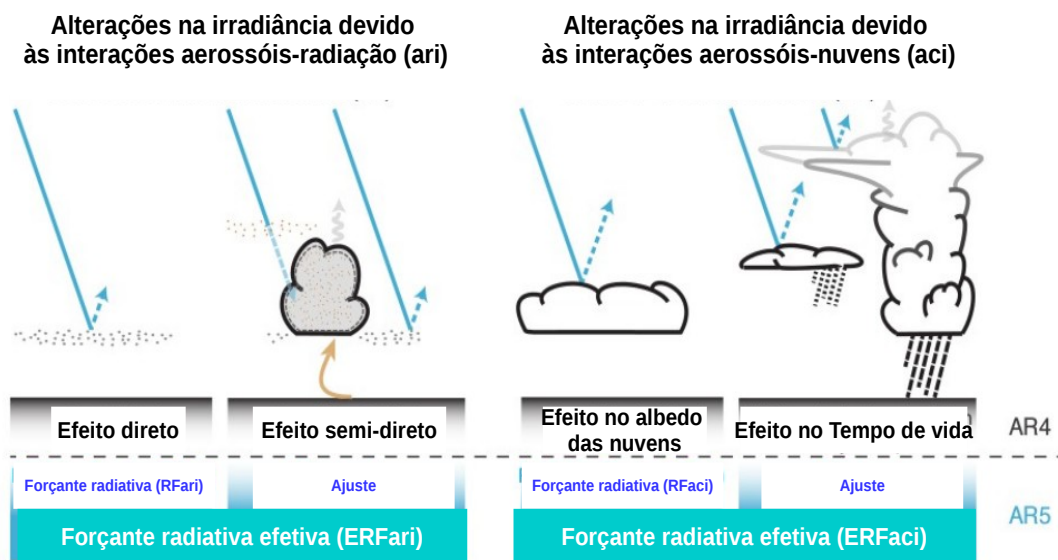 Alterações na irradiância devido
às interações aerossóis-radiação (ari)
Alterações na irradiância devido
às interações aerossóis-nuvens (aci)
Efeito direto
Efeito semi-direto
Efeito no albedo
das nuvens
Efeito no Tempo de vida
AR4
Forçante radiativa (RFari)
Ajuste
Forçante radiativa (RFaci)
Ajuste
AR5
Forçante radiativa efetiva (ERFari)
Forçante radiativa efetiva (ERFaci)